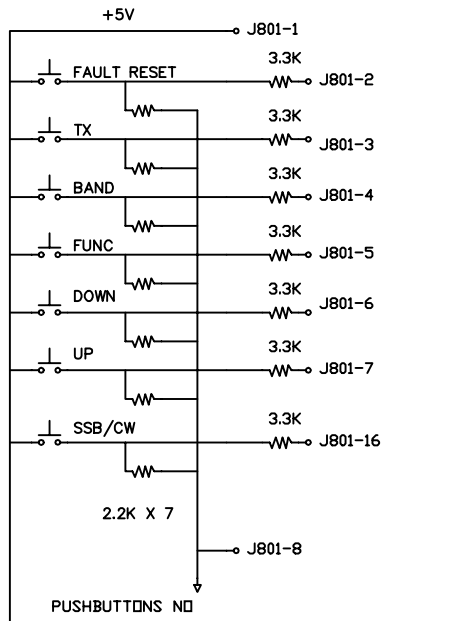 +5V
J801-1
3.3K
FAULT RESET
J801-2
3.3K
TX
J801-3
3.3K
BAND
J801-4
3.3K
FUNC
J801-5
3.3K
DOWN
J801-6
3.3K
UP
J801-7
3.3K
SSB/CW
J801-16
2.2K X 7
J801-8
PUSHBUTTONS NO